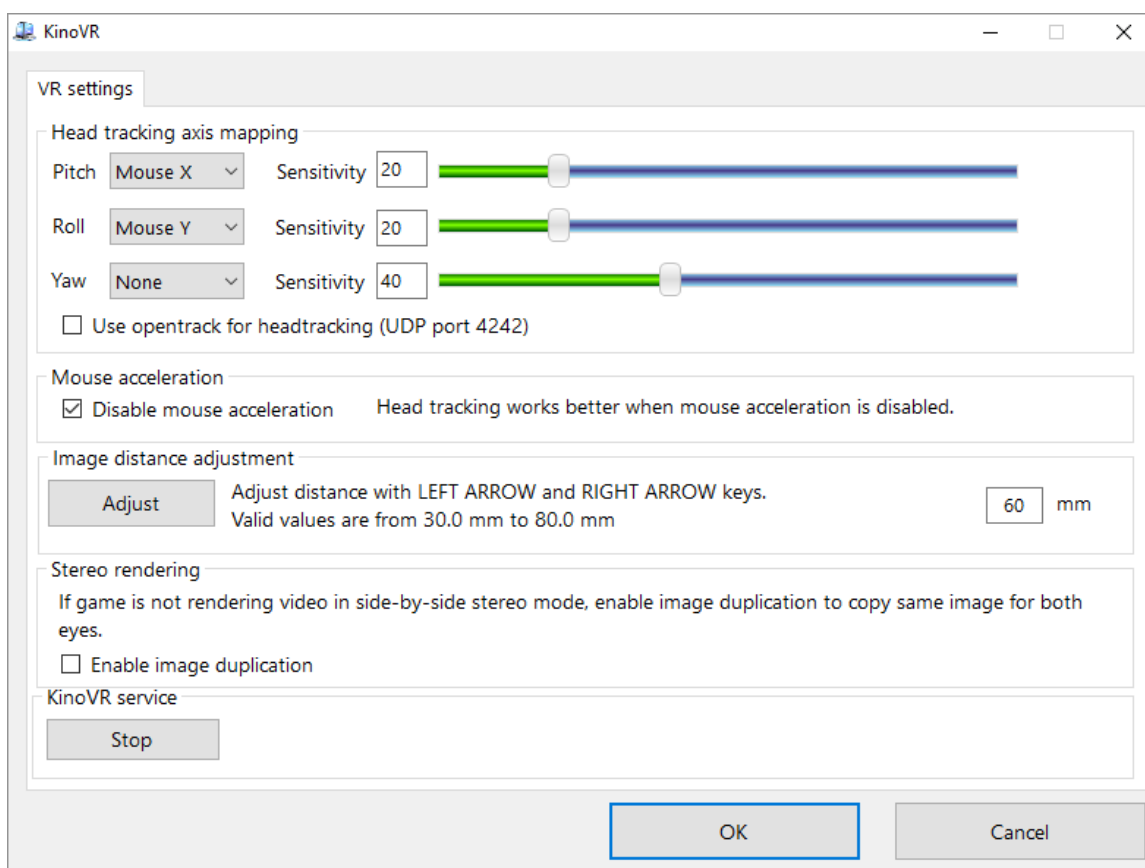 KinoVR
VR settings
Head tracking axis mapping
Pitch Mouse X Sensitivity 20
Roll Mouse Y Sensitivity 20
Yaw None Sensitivity 40
Use opentrack for headtracking (UDP port 4242)
Mouse acceleration
Disable mouse acceleration Head tracking works better when mouse acceleration is disabled.
Image distance adjustment
Adjust distance with LEFT ARROW and RIGHT ARROW keys.
Adjust 60 mm
Valid values are from 30.0 mm to 80.0 mm
Stereo rendering
If game is not rendering video in side-by-side stereo mode, enable image duplication to copy same image for both
eyes.
Enable image duplication
KinoVR service
Stop
OK Cancel